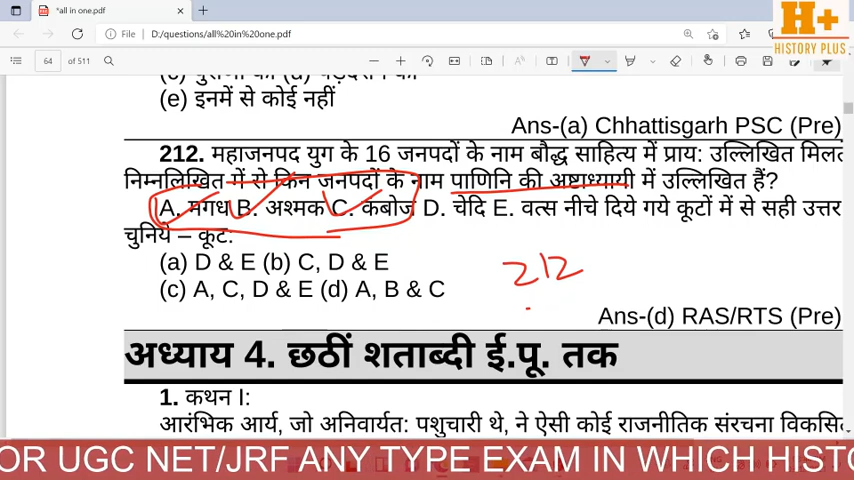 *all in one.pdf
File
D:/questions/all%20in%20one.pdf
H+
HISTORY PLUS
64
of 511
(e) इनमें से कोई नहीं
Ans-(a) Chhattisgarh PSC (Pre)
212. महाजनपद युग के 16 जनपदों के नाम बौद्ध साहित्य में प्राय: उल्लिखित मिलत
निम्नलिखित में से किन जनपदों के नाम पाणिनि की अष्टाध्यायी में उल्लिखित हैं?
A. मगध B. अश्मक C. कंबोज D. चेदि E. वत्स नीचे दिये गये कूटों में से सही उत्तर
चुनिये – कूट:
(a) D & E (b) C, D & E
212
(c) A, C, D & E (d) A, B & C
Ans-(d) RAS/RTS (Pre)
अध्याय 4. छठीं शताब्दी ई.पू. तक
1. कथन I:
आरंभिक आर्य, जो अनिवार्यत: पशुचारी थे, ने ऐसी कोई राजनीतिक संरचना विकसित
OR UGC NET/JRF ANY TYPE EXAM IN WHICH HISTO